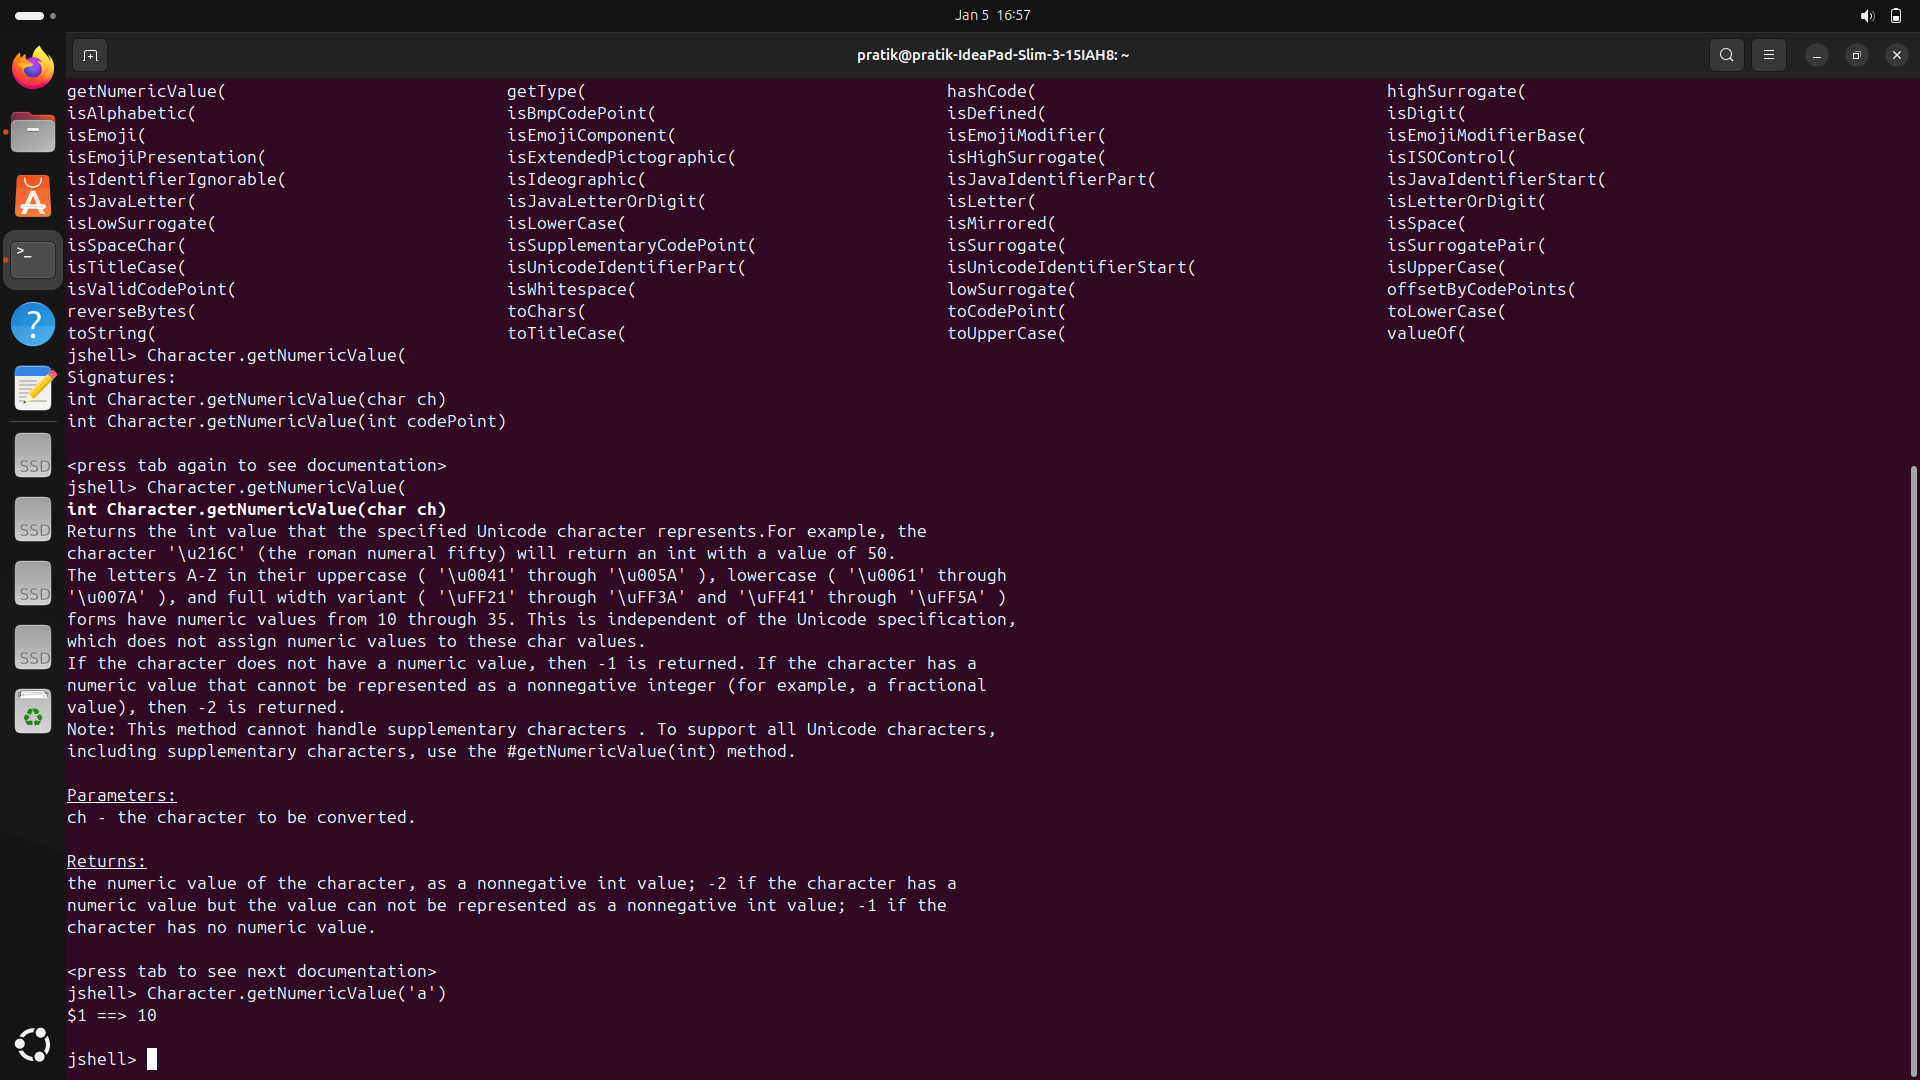 Jan 5 16:57
pratik@pratik-IdeaPad-Slim-3-15IAH8: ~
getNumericValue( getType( hashCode( highSurrogate(
isAlphabetic( isBmpCodePoint( isDefined( isDigit(
isEmoji( isEmojiComponent( isEmojiModifier( isEmojiModifierBase(
isEmojiPresentation( isExtendedPictographic( isHighSurrogate( isISOControl(
isIdentifierIgnorable( isIdeographic( isJavaIdentifierPart( isJavaIdentifierStart(
isJavaLetter( isJavaLetterOrDigit( isLetter( isLetterOrDigit(
isLowSurrogate( isLowerCase( isMirrored( isSpace(
isSpaceChar( isSupplementaryCodePoint( isSurrogate( isSurrogatePair(
isTitleCase( isUnicodeIdentifierPart( isUnicodeIdentifierStart( isUpperCase(
isValidCodePoint( isWhitespace( lowSurrogate( offsetByCodePoints(
reverseBytes( toChars( toCodePoint( toLowerCase(
toString( toTitleCase( toUpperCase( valueOf(
jshell> Character.getNumericValue(
Signatures:
int Character.getNumericValue(char ch)
int Character.getNumericValue(int codePoint)
<press tab again to see documentation>
jshell> Character.getNumericValue(
int Character.getNumericValue(char ch)
Returns the int value that the specified Unicode character represents.For example, the
character '\u216C' (the roman numeral fifty) will return an int with a value of 50.
The letters A-Z in their uppercase ( '\u0041' through '\u005A' ), lowercase ( '\u0061' through
'\u007A' ), and full width variant ( '\uFF21' through '\uFF3A' and '\uFF41' through '\uFF5A' )
forms have numeric values from 10 through 35. This is independent of the Unicode specification,
which does not assign numeric values to these char values.
If the character does not have a numeric value, then -1 is returned. If the character has a
numeric value that cannot be represented as a nonnegative integer (for example, a fractional
value), then -2 is returned.
Note: This method cannot handle supplementary characters . To support all Unicode characters,
including supplementary characters, use the #getNumericValue(int) method.
Parameters:
ch - the character to be converted.
Returns:
the numeric value of the character, as a nonnegative int value; -2 if the character has a
numeric value but the value can not be represented as a nonnegative int value; -1 if the
character has no numeric value.
<press tab to see next documentation>
jshell> Character.getNumericValue('a')
$1 ==> 10
jshell>
>_
?
SSD
SSD
SSD
SSD